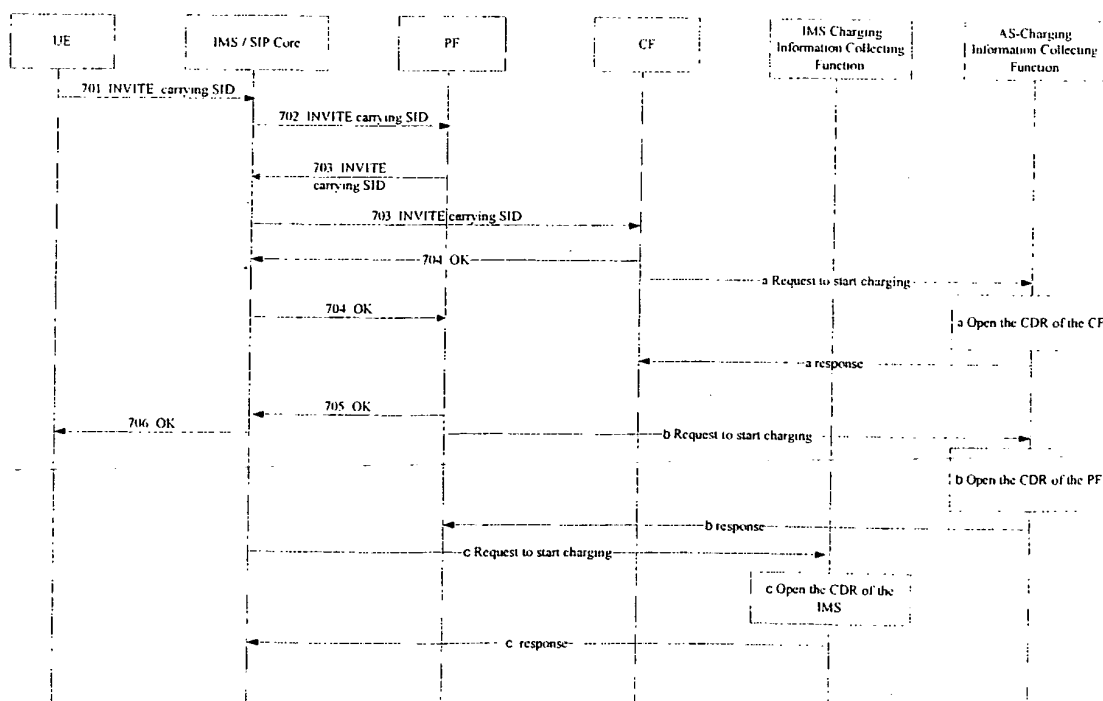 UE
IMS / SIP Core
PF
CF
IMS Charging
Information Collecting
Function
AS-Charging
Information Collecting
Function
701 INVITE carrying SID
702 INVITE carrying SID
703 INVITE
carrying SID
703 INVITE carrying SID
704 OK
a Request to start charging
704 OK
a Open the CDR of the CF
a response
705 OK
706 OK
b Request to start charging
b Open the CDR of the PF
b response
c Request to start charging
c Open the CDR of the
IMS
c response